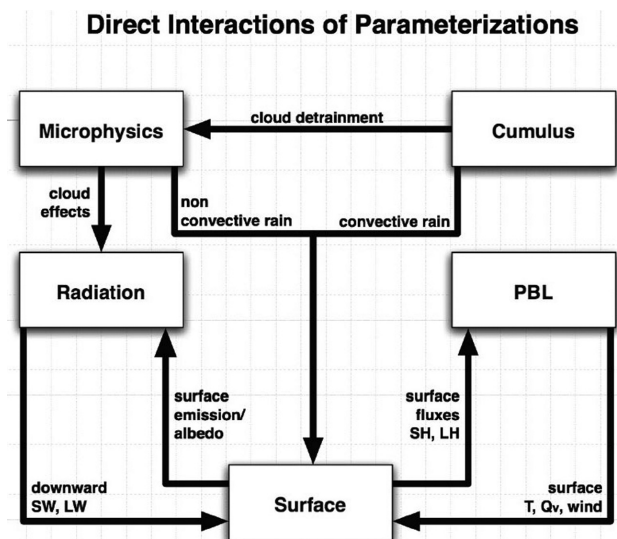 Direct Interactions of Parameterizations
Microphysics
cloud detrainment
Cumulus
cloud
effects
non
convective rain
convective rain
Radiation
PBL
surface
emission/
albedo
surface
fluxes
SH, LH
downward
SW, LW
Surface
surface
T, Qv, wind